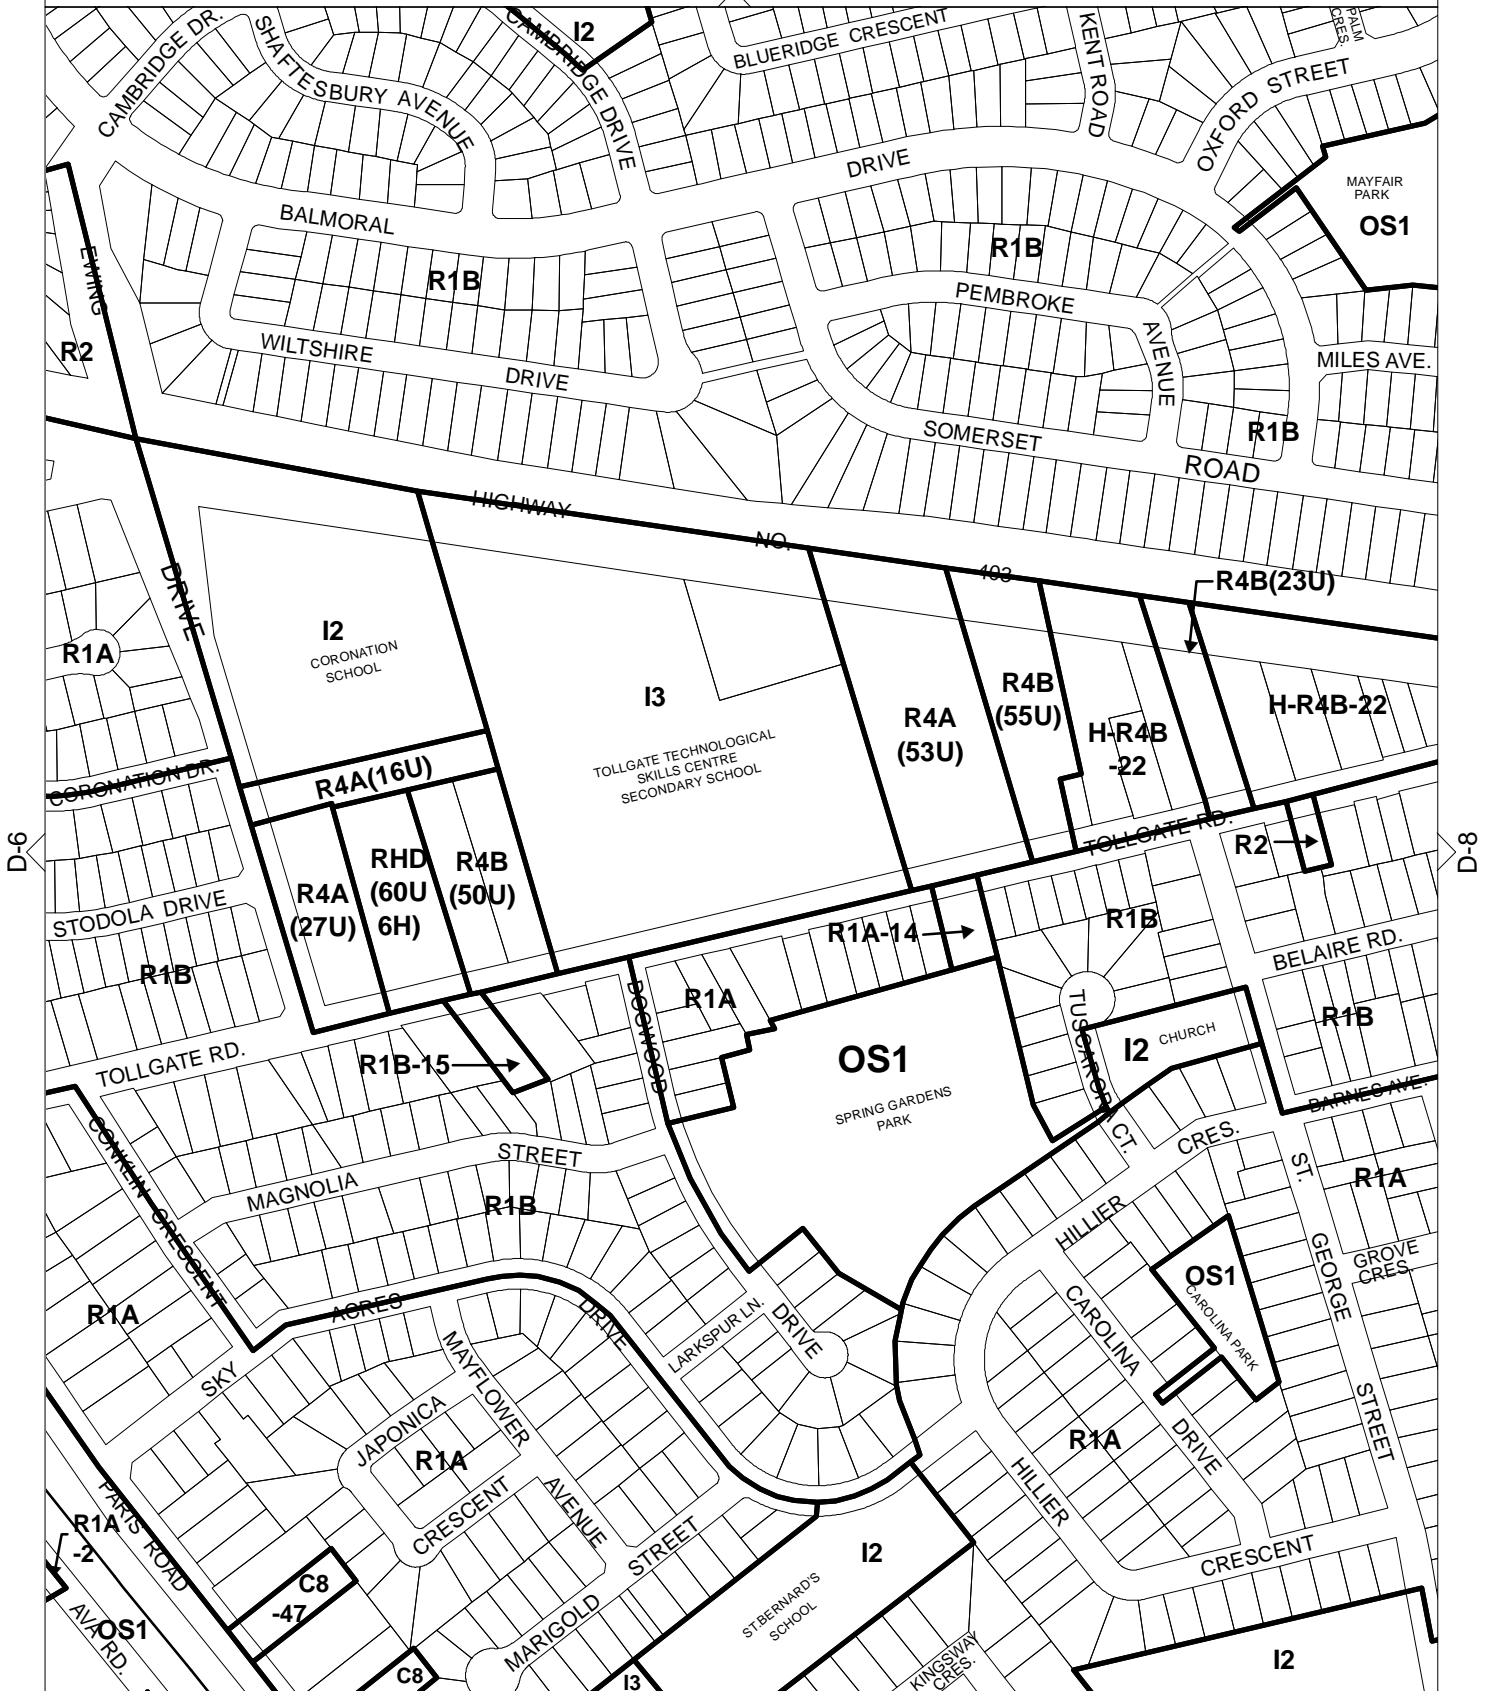 CAMBRIDGE DR.
SHAFTESBURY AVENUE
CAMBRIDGE DRIVE
I2
BLUERIDGE CRESCENT
KENT ROAD
PALM
CRES.
OXFORD STREET
MAYFAIR
PARK
OS1
BALMORAL
DRIVE
R1B
R1B
EWING
R2
WILTSHIRE
DRIVE
PEMBROKE
AVENUE
MILES AVE.
R1B
SOMERSET
ROAD
HIGHWAY
NO.
403
R4B(23U)
DRIVE
R1A
I2
CORONATION
SCHOOL
I3
TOLLGATE TECHNOLOGICAL
SKILLS CENTRE
SECONDARY SCHOOL
R4A
(53U)
R4B
(55U)
H-R4B
-22
H-R4B-22
CORONATION DR.
R4A(16U)
TOLLGATE RD.
R2
D-6
D-8
R4A
(27U)
RHD
(60U
6H)
R4B
(50U)
STODOLA DRIVE
R1B
R1A-14
R1B
BELAIRE RD.
R1A
DOGWOOD
TUSCARORA CT.
I2
CHURCH
R1B
TOLLGATE RD.
R1B-15
OS1
SPRING GARDENS
PARK
BARNES AVE.
CONKLIN CRESCENT
STREET
MAGNOLIA
R1B
HILLIER
CRES.
ST.
GEORGE
STREET
R1A
GROVE
CRES.
R1A
SKY
ACRES
DRIVE
LARKSPUR LN.
DRIVE
CAROLINA
DRIVE
OS1
CAROLINA PARK
MAYFLOWER
AVENUE
JAPONICA
R1A
CRESCENT
R1A
HILLIER
CRESCENT
PARIS ROAD
R1A
-2
AVA RD.
OS1
C8
-47
C8
MARIGOLD
STREET
I2
ST.BERNARD'S
SCHOOL
I3
KINGSWAY
CRES.
I2